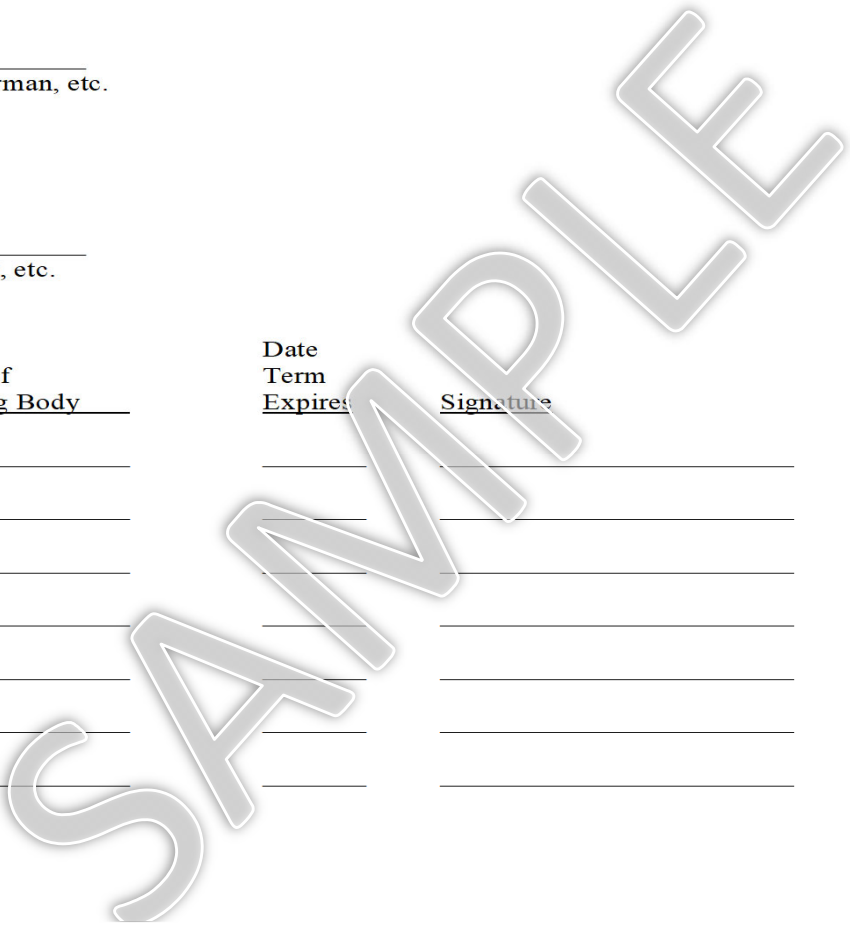 rman, etc.
, etc.
Date
f Term
g Body Expires Signature
SAMPLE